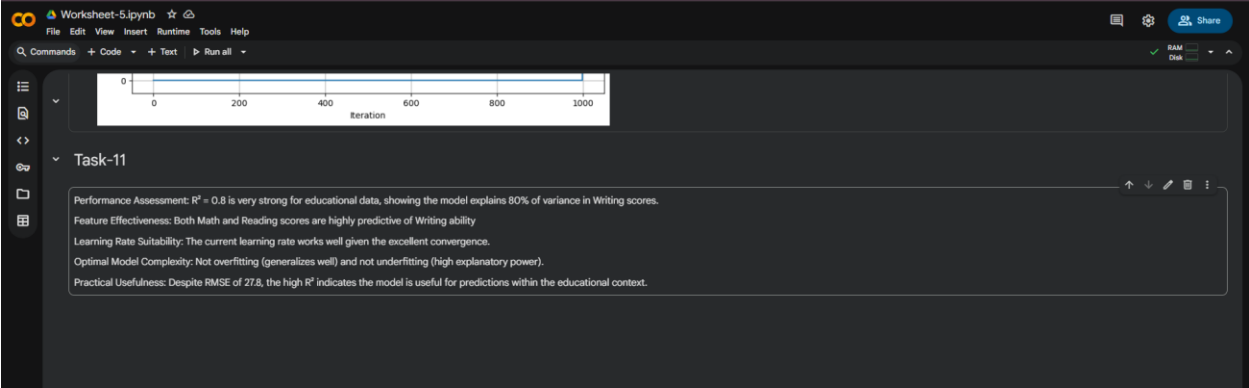 Worksheet-5.ipynb
Share
File Edit View Insert Runtime Tools Help
Commands + Code + Text Run all
RAM
Disk
0
0 200 400 600 800 1000
Iteration
Task-11
Performance Assessment: R² = 0.8 is very strong for educational data, showing the model explains 80% of variance in Writing scores.
Feature Effectiveness: Both Math and Reading scores are highly predictive of Writing ability
Learning Rate Suitability: The current learning rate works well given the excellent convergence.
Optimal Model Complexity: Not overfitting (generalizes well) and not underfitting (high explanatory power).
Practical Usefulness: Despite RMSE of 27.8, the high R² indicates the model is useful for predictions within the educational context.